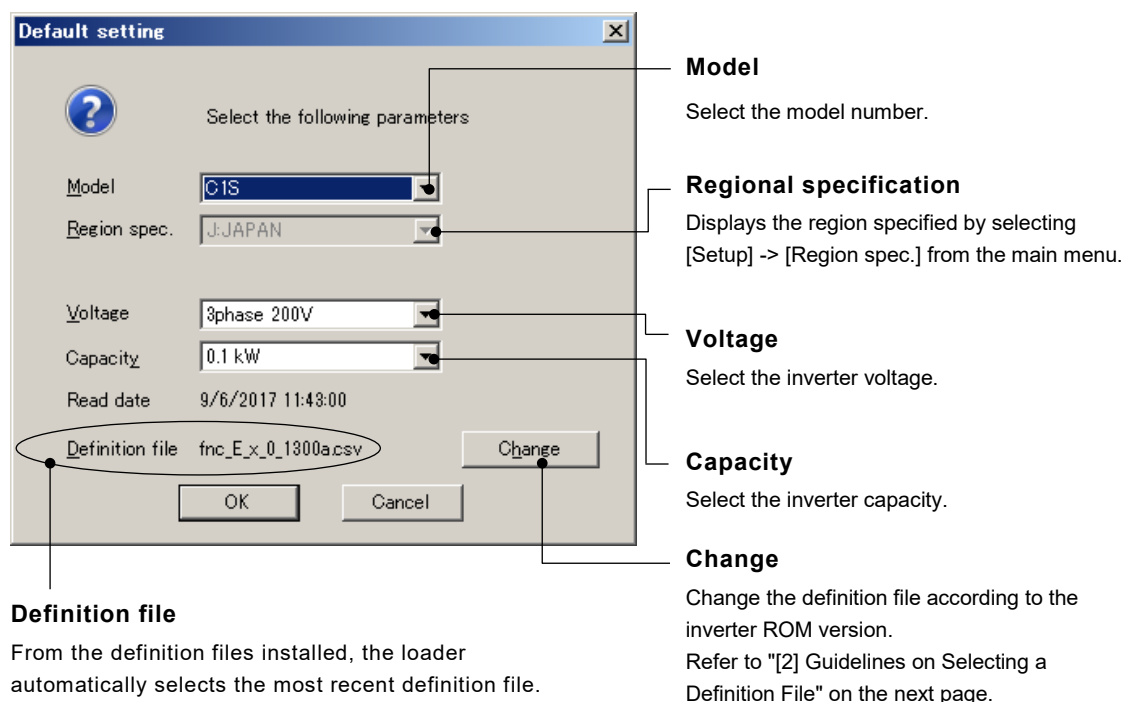 Default setting
Select the following parameters
Model
C1S
Region spec.
J:JAPAN
Voltage
3phase 200V
Capacity
0.1 kW
Read date
9/6/2017 11:43:00
Definition file
fnc_E_x_0_1300a.csv
Change
OK
Cancel
Model
Select the model number.
Regional specification
Displays the region specified by selecting
[Setup] -> [Region spec.] from the main menu.
Voltage
Select the inverter voltage.
Capacity
Select the inverter capacity.
Change
Change the definition file according to the
inverter ROM version.
Refer to "[2] Guidelines on Selecting a
Definition File" on the next page.
Definition file
From the definition files installed, the loader
automatically selects the most recent definition file.